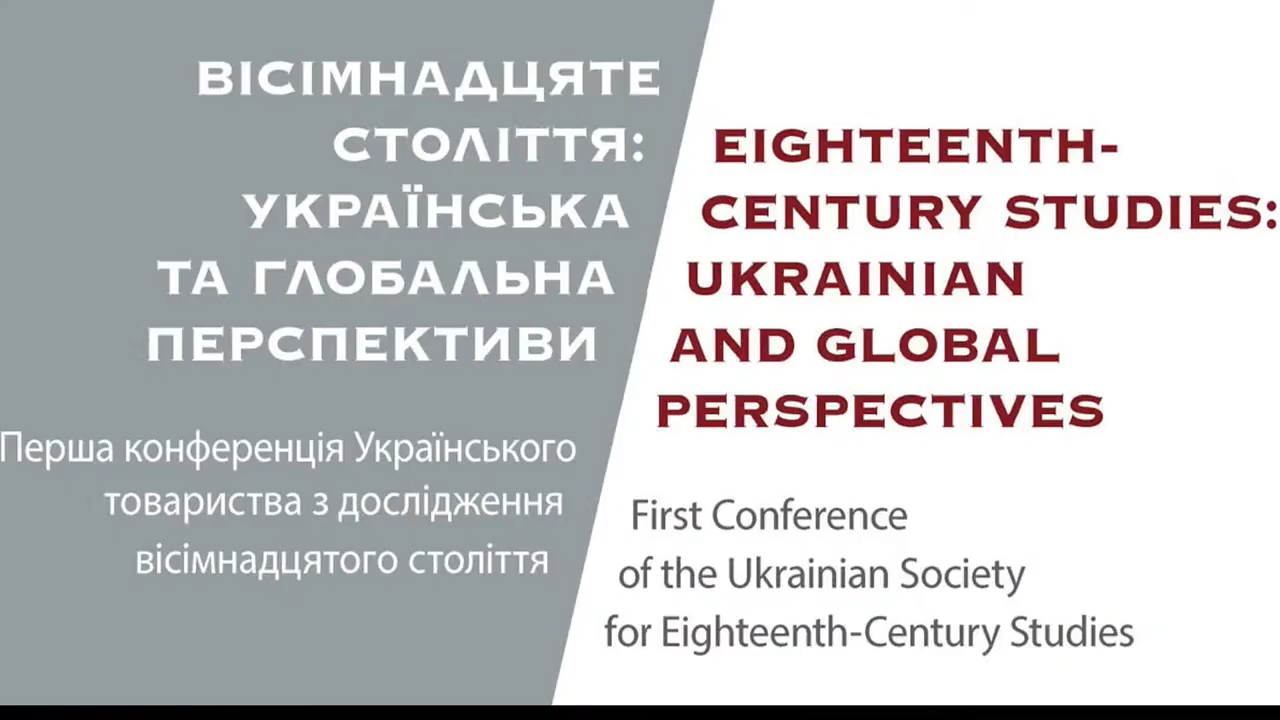 ВІСІМНАДЦЯТЕ
СТОЛІТТЯ:
УКРАЇНСЬКА
ТА ГЛОБАЛЬНА
ПЕРСПЕКТИВИ
Перша конференція Українського
товариства з дослідження
вісімнадцятого століття
EIGHTEENTH-
CENTURY STUDIES:
UKRAINIAN
AND GLOBAL
PERSPECTIVES
First Conference
of the Ukrainian Society
for Eighteenth-Century Studies